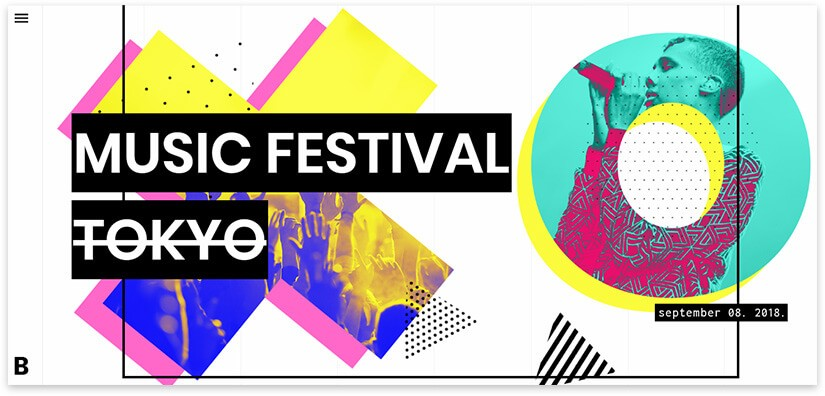 MUSIC FESTIVAL
TOKYO
september 08. 2018.
B